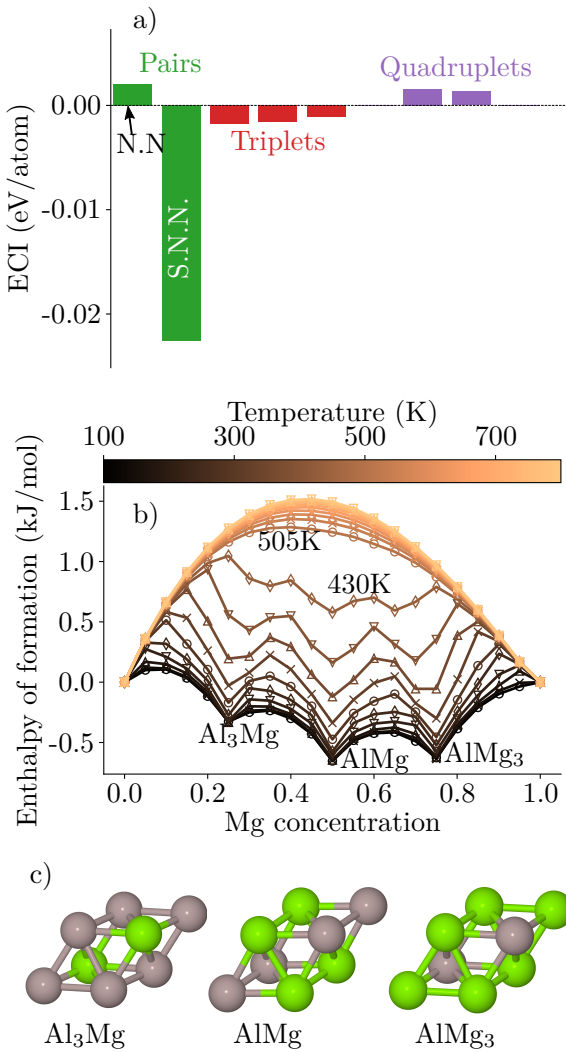 a)
Pairs
Quadruplets
0.00
N.N
Triplets
S.N.N.
-0.01
-0.02
ECI (eV/atom)
Temperature (K)
100 300 500 700
1.5
b)
505K
1.0
430K
0.5
0.0
-0.5
Al₃Mg
AlMg
AlMg₃
Enthalpy of formation (kJ/mol)
0.0 0.2 0.4 0.6 0.8 1.0
Mg concentration
c)
Al₃Mg AlMg AlMg₃